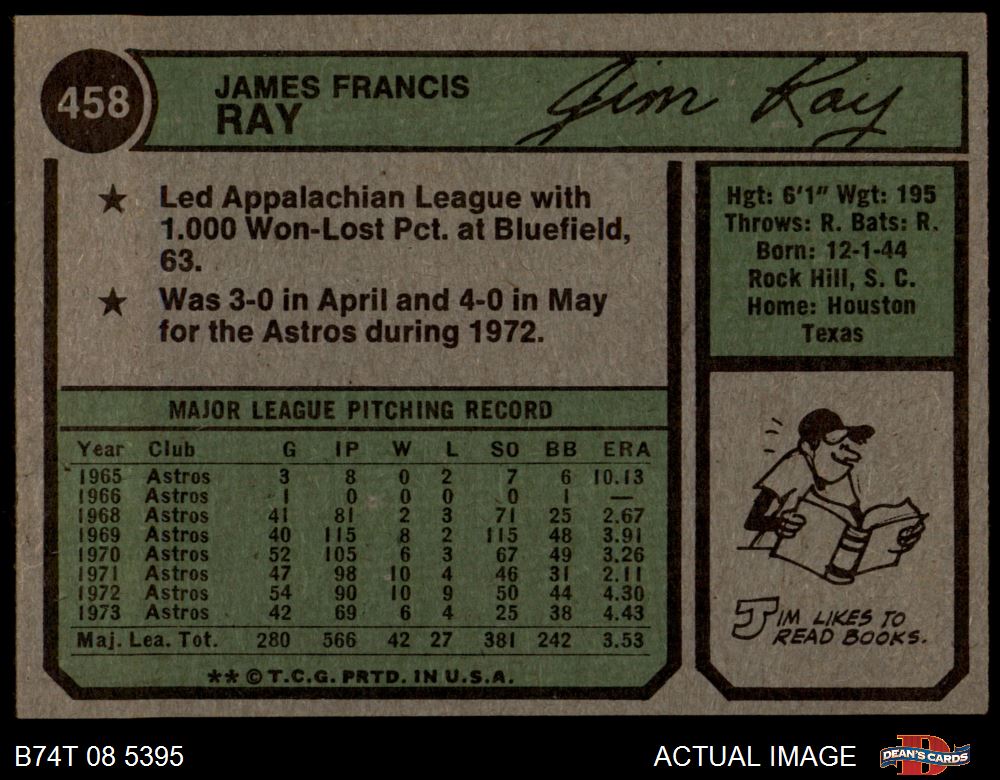 458
JAMES FRANCIS
RAY
Jim Ray
★ Led Appalachian League with
1.000 Won-Lost Pct. at Bluefield,
63.
★ Was 3-0 in April and 4-0 in May
for the Astros during 1972.
Hgt: 6'1" Wgt: 195
Throws: R. Bats: R.
Born: 12-1-44
Rock Hill, S. C.
Home: Houston
Texas
MAJOR LEAGUE PITCHING RECORD
Year Club G IP W L SO BB ERA
1965 Astros 3 8 0 2 7 6 10.13
1966 Astros 1 0 0 0 0 1 —
1968 Astros 41 81 2 3 71 25 2.67
1969 Astros 40 115 8 2 115 48 3.91
1970 Astros 52 105 6 3 67 49 3.26
1971 Astros 47 98 10 4 46 31 2.11
1972 Astros 54 90 10 9 50 44 4.30
1973 Astros 42 69 6 4 25 38 4.43
Maj. Lea. Tot. 280 566 42 27 381 242 3.53
** © T.C.G. PRTD. IN U.S.A.
JIM LIKES TO
READ BOOKS.
B74T 08 5395
ACTUAL IMAGE
DEAN'S CARDS